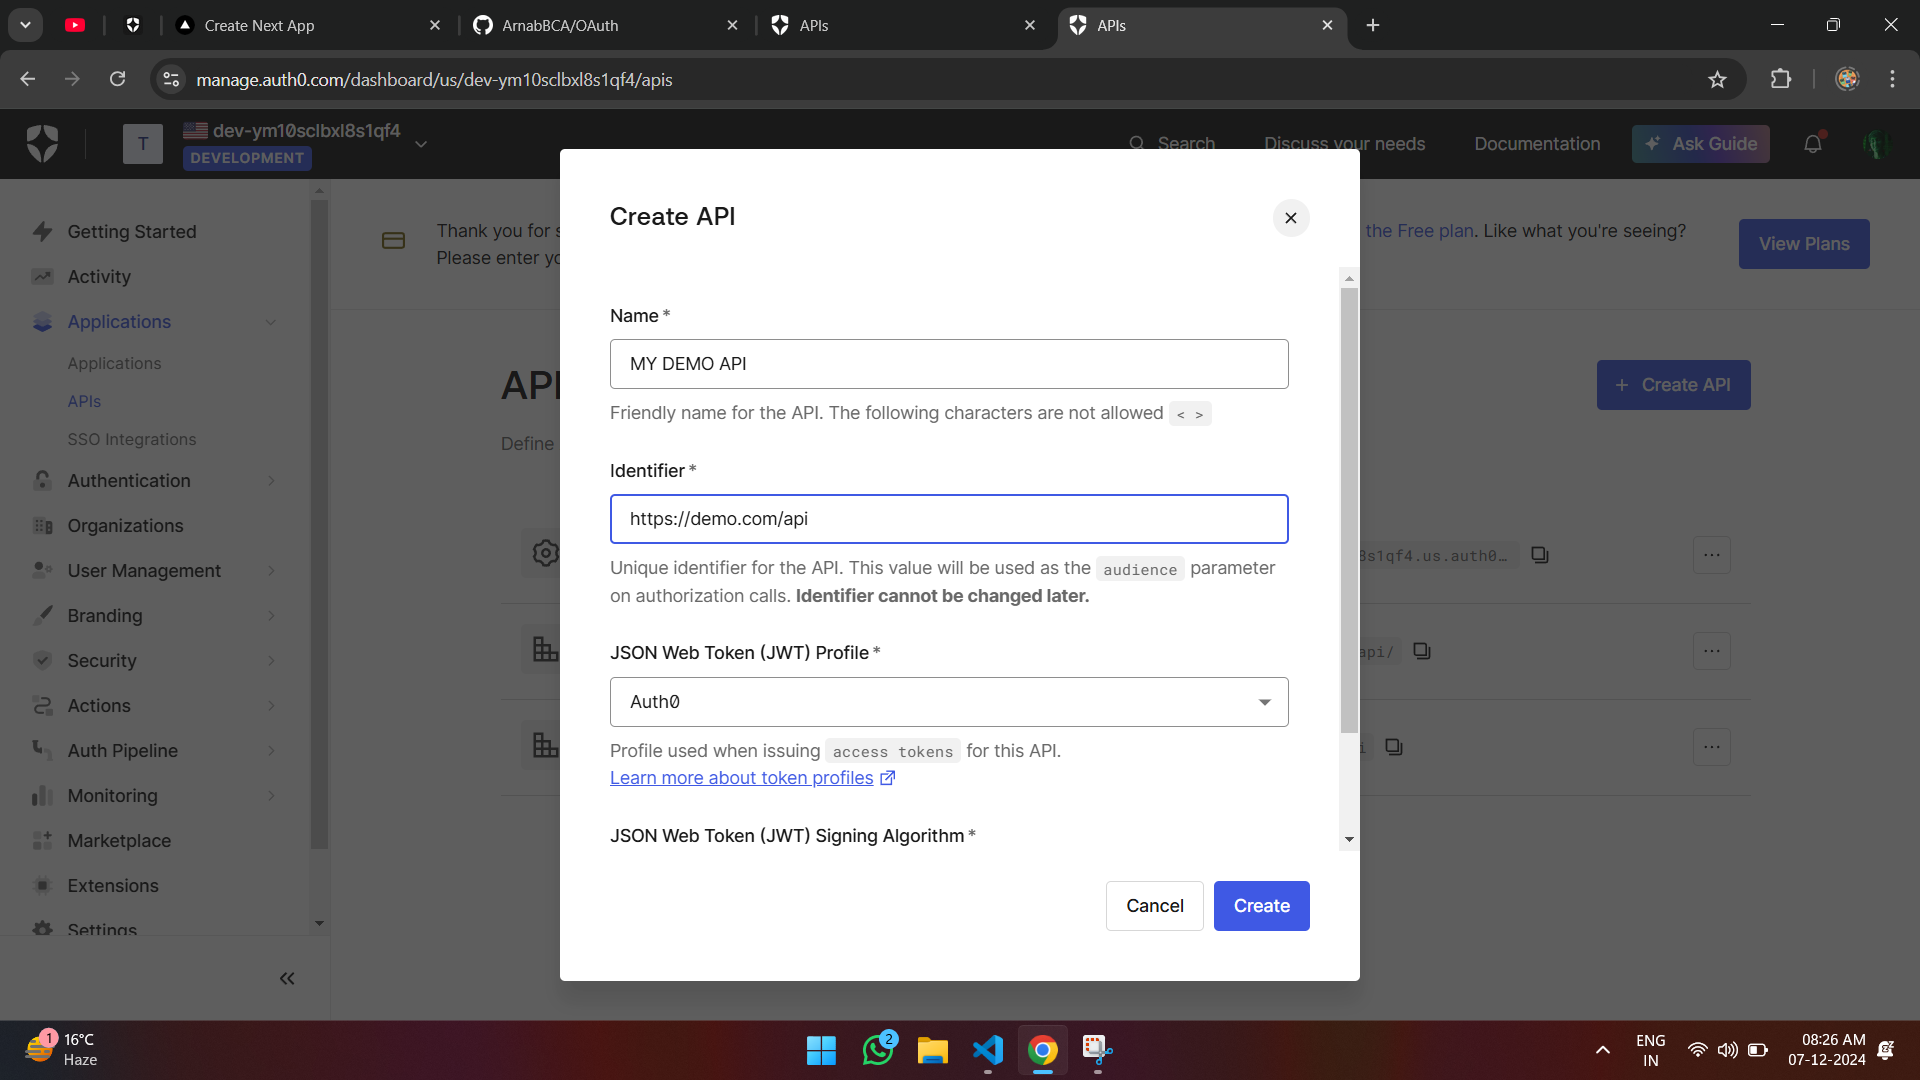 Create Next App
ArnabBCA/OAuth
APIs
APIs
manage.auth0.com/dashboard/us/dev-ym10sclbxl8s1qf4/apis
T
dev-ym10sclbxl8s1qf4
DEVELOPMENT
Search
Discuss your needs
Documentation
Ask Guide
Getting Started
Activity
Applications
Applications
APIs
SSO Integrations
Authentication
Organizations
User Management
Branding
Security
Actions
Auth Pipeline
Monitoring
Marketplace
Extensions
Settings
Thank you for s
the Free plan. Like what you're seeing?
Please enter yo
View Plans
API
Create API
Define
8s1qf4.us.auth0…
api/
i
Create API
Name *
MY DEMO API
Friendly name for the API. The following characters are not allowed < >
Identifier *
https://demo.com/api
Unique identifier for the API. This value will be used as the audience parameter
on authorization calls. Identifier cannot be changed later.
JSON Web Token (JWT) Profile *
Auth0
Profile used when issuing access tokens for this API.
Learn more about token profiles
JSON Web Token (JWT) Signing Algorithm *
Cancel
Create
1
16°C
Haze
2
ENG
IN
08:26 AM
07-12-2024